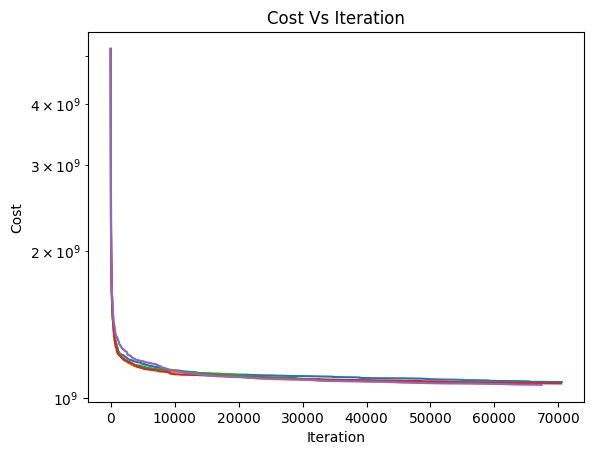 Cost Vs Iteration
4 × 10⁹
3 × 10⁹
2 × 10⁹
10⁹
Cost
0 10000 20000 30000 40000 50000 60000 70000
Iteration